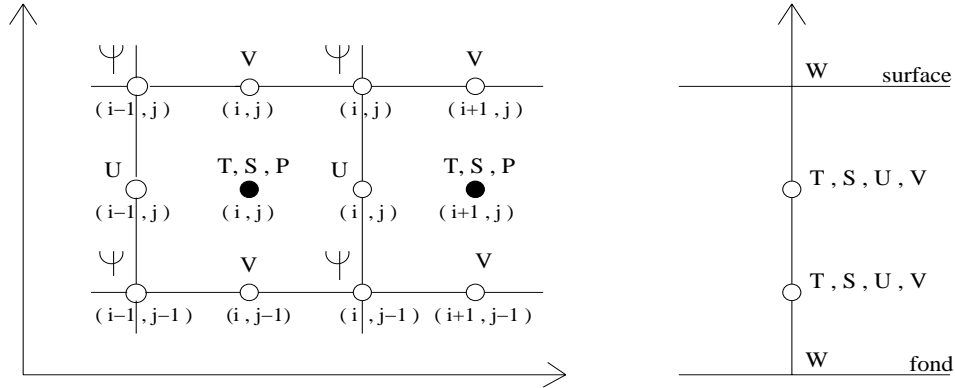 Ψ V Ψ V
( i−1 , j ) ( i , j ) ( i , j ) ( i+1 , j )
U T, S , P U T, S , P
( i−1 , j ) ( i , j ) ( i , j ) ( i+1 , j )
Ψ V Ψ V
( i−1 , j−1 ) (i , j−1) ( i , j−1 ) ( i+1 , j−1 )
W surface
T , S , U , V
T , S , U , V
W fond